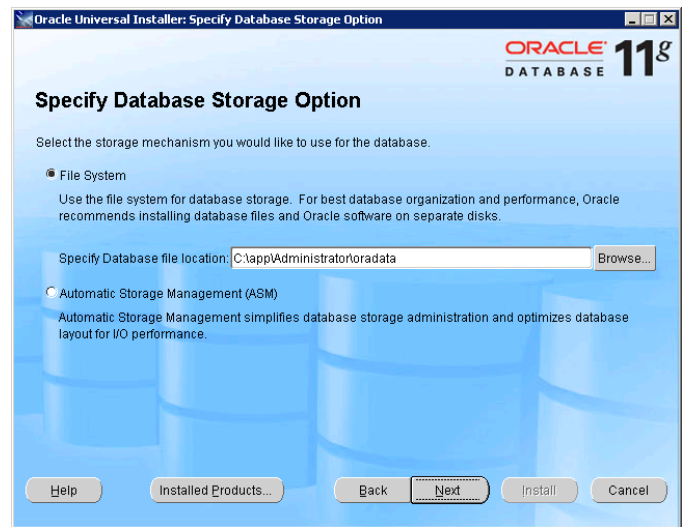 Oracle Universal Installer: Specify Database Storage Option
ORACLE
DATABASE 11g
Specify Database Storage Option
Select the storage mechanism you would like to use for the database.
File System
Use the file system for database storage. For best database organization and performance, Oracle
recommends installing database files and Oracle software on separate disks.
Specify Database file location: C:\app\Administrator\oradata Browse...
Automatic Storage Management (ASM)
Automatic Storage Management simplifies database storage administration and optimizes database
layout for I/O performance.
Help Installed Products... Back Next Install Cancel